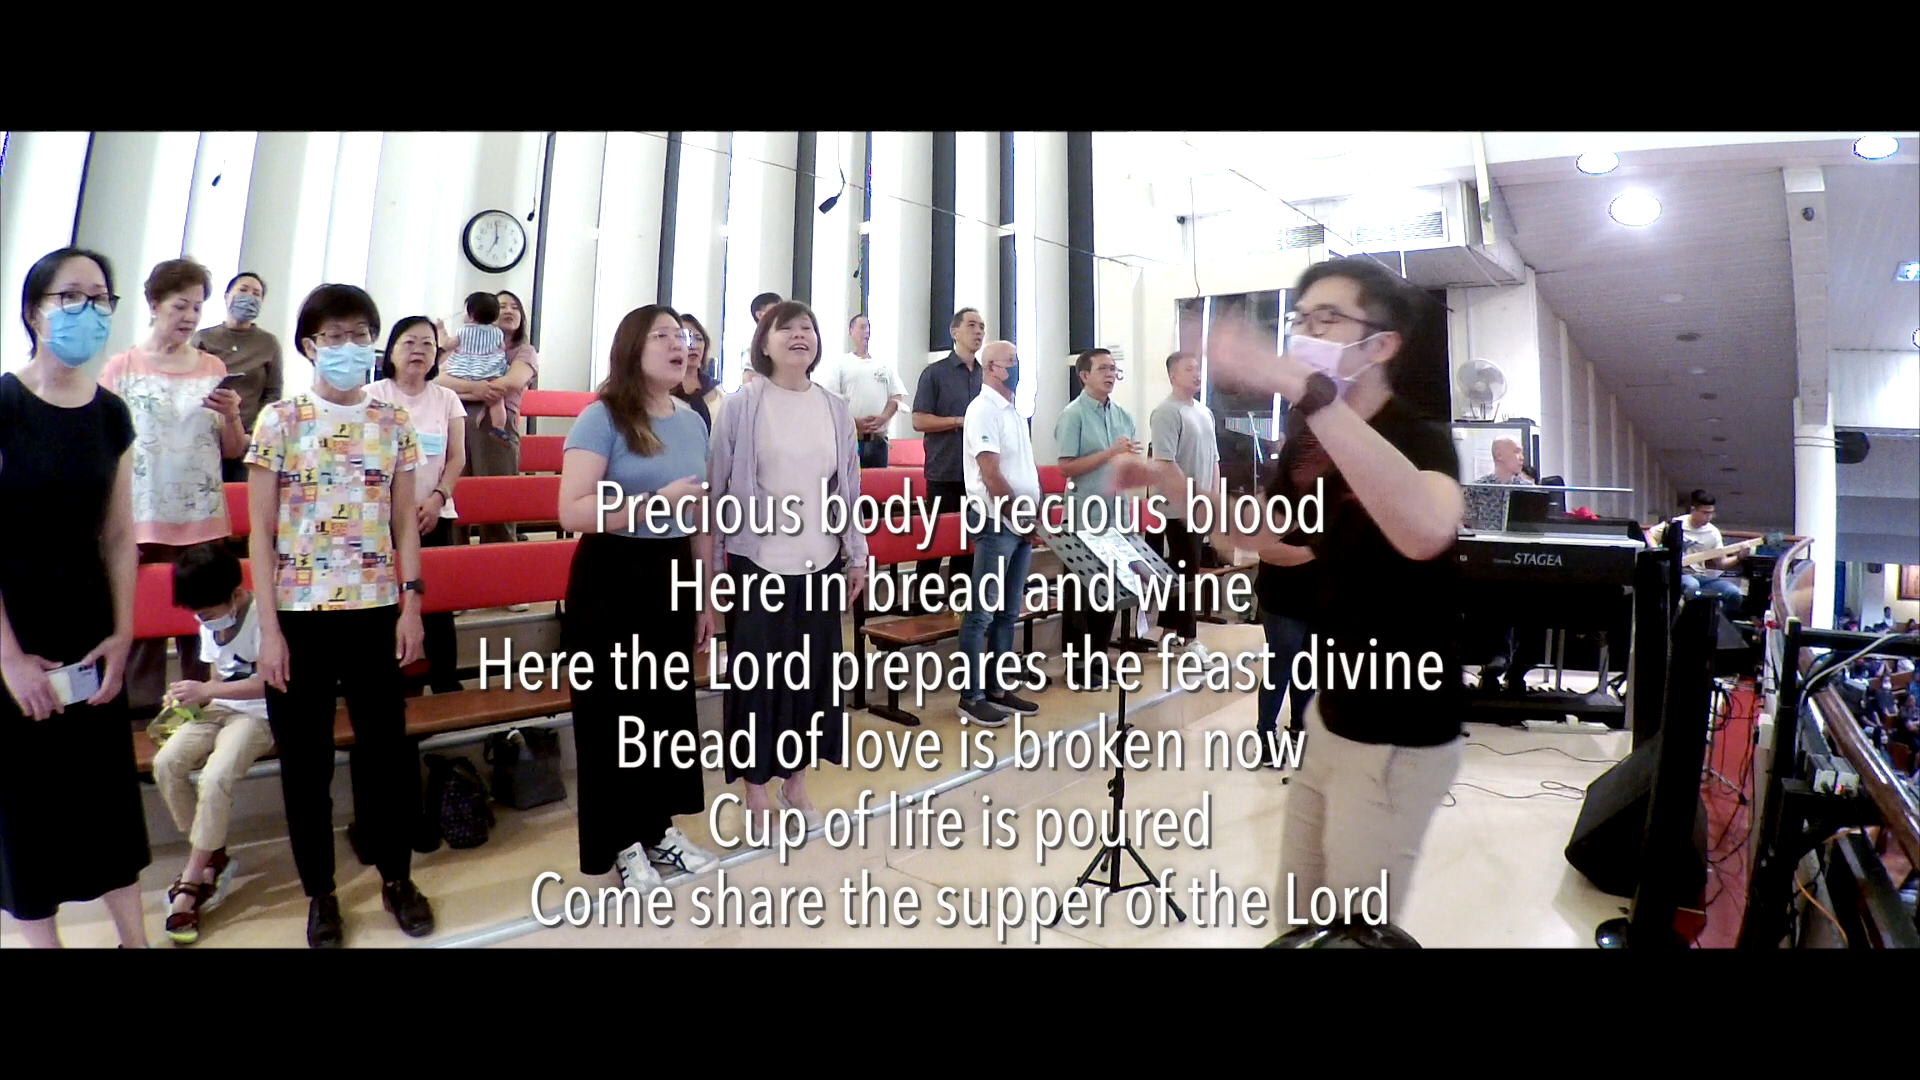 Precious body precious blood
Here in bread and wine
Here the Lord prepares the feast divine
Bread of love is broken now
Cup of life is poured
Come share the supper of the Lord
STAGEA